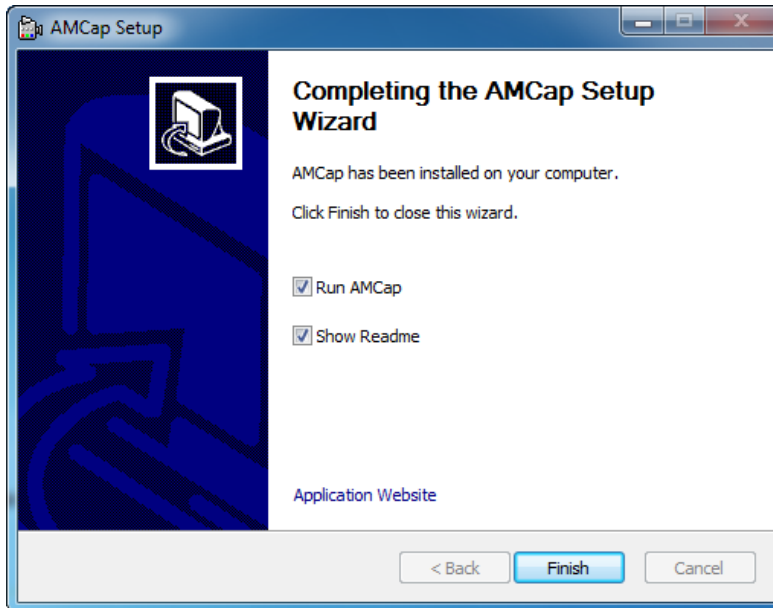 AMCap Setup
Completing the AMCap Setup
Wizard
AMCap has been installed on your computer.
Click Finish to close this wizard.
Run AMCap
Show Readme
Application Website
< Back
Finish
Cancel